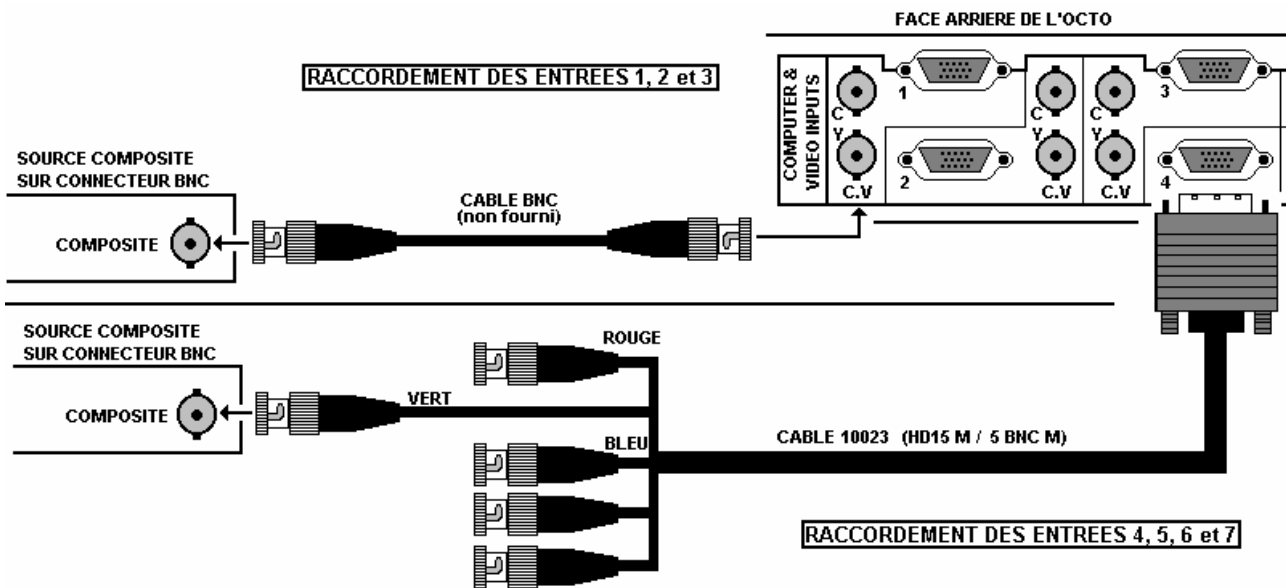 FACE ARRIERE DE L'OCTO
RACCORDEMENT DES ENTREES 1, 2 et 3
COMPUTER &
VIDEO INPUTS
C
Y
C.V
1
2
C
Y
C.V
C
Y
C.V
3
4
SOURCE COMPOSITE
SUR CONNECTEUR BNC
COMPOSITE
CABLE BNC
(non fourni)
SOURCE COMPOSITE
SUR CONNECTEUR BNC
COMPOSITE
ROUGE
VERT
BLEU
CABLE 10023 (HD15 M / 5 BNC M)
RACCORDEMENT DES ENTREES 4, 5, 6 et 7